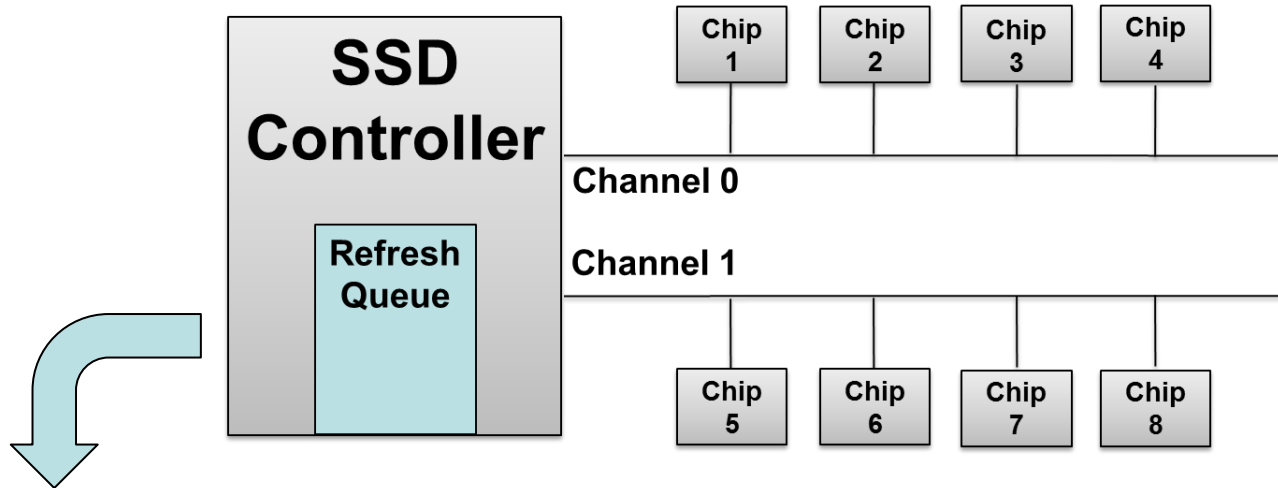 SSD
Controller
Refresh
Queue
Channel 0
Channel 1
Chip
1
Chip
2
Chip
3
Chip
4
Chip
5
Chip
6
Chip
7
Chip
8